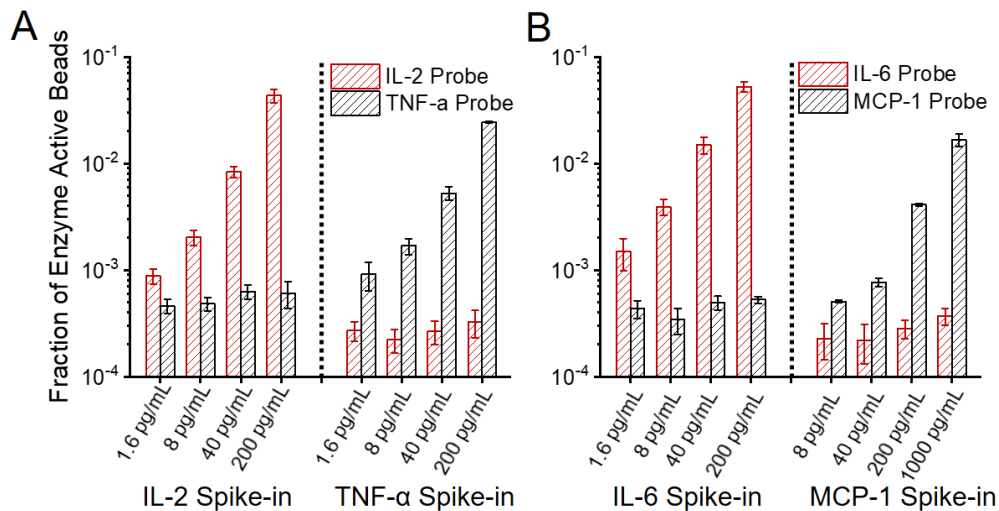 A
Fraction of Enzyme Active Beads
10⁻¹
10⁻²
10⁻³
10⁻⁴
IL-2 Probe
TNF-a Probe
1.6 pg/mL
8 pg/mL
40 pg/mL
200 pg/mL
1.6 pg/mL
8 pg/mL
40 pg/mL
200 pg/mL
IL-2 Spike-in
TNF-α Spike-in
B
10⁻¹
10⁻²
10⁻³
10⁻⁴
IL-6 Probe
MCP-1 Probe
1.6 pg/mL
8 pg/mL
40 pg/mL
200 pg/mL
8 pg/mL
40 pg/mL
200 pg/mL
1000 pg/mL
IL-6 Spike-in
MCP-1 Spike-in